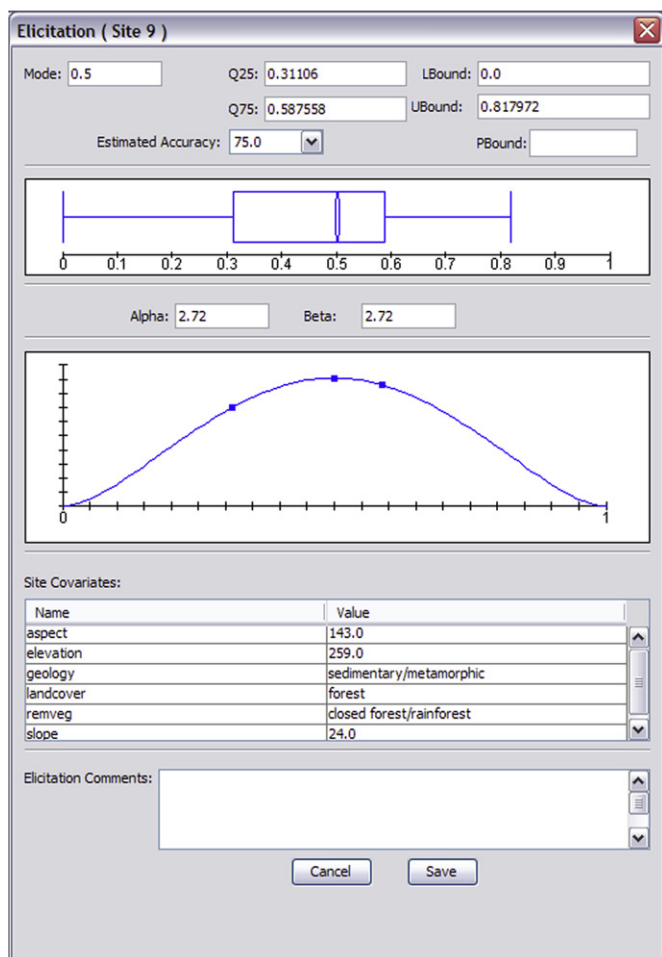 Elicitation ( Site 9 )
Mode: 0.5 Q25: 0.31106 LBound: 0.0
Q75: 0.587558 UBound: 0.817972
Estimated Accuracy: 75.0 PBound:
0 0.1 0.2 0.3 0.4 0.5 0.6 0.7 0.8 0.9 1
Alpha: 2.72 Beta: 2.72
0 1
Site Covariates:
Name Value
aspect 143.0
elevation 259.0
geology sedimentary/metamorphic
landcover forest
remveg closed forest/rainforest
slope 24.0
Elicitation Comments:
Cancel Save